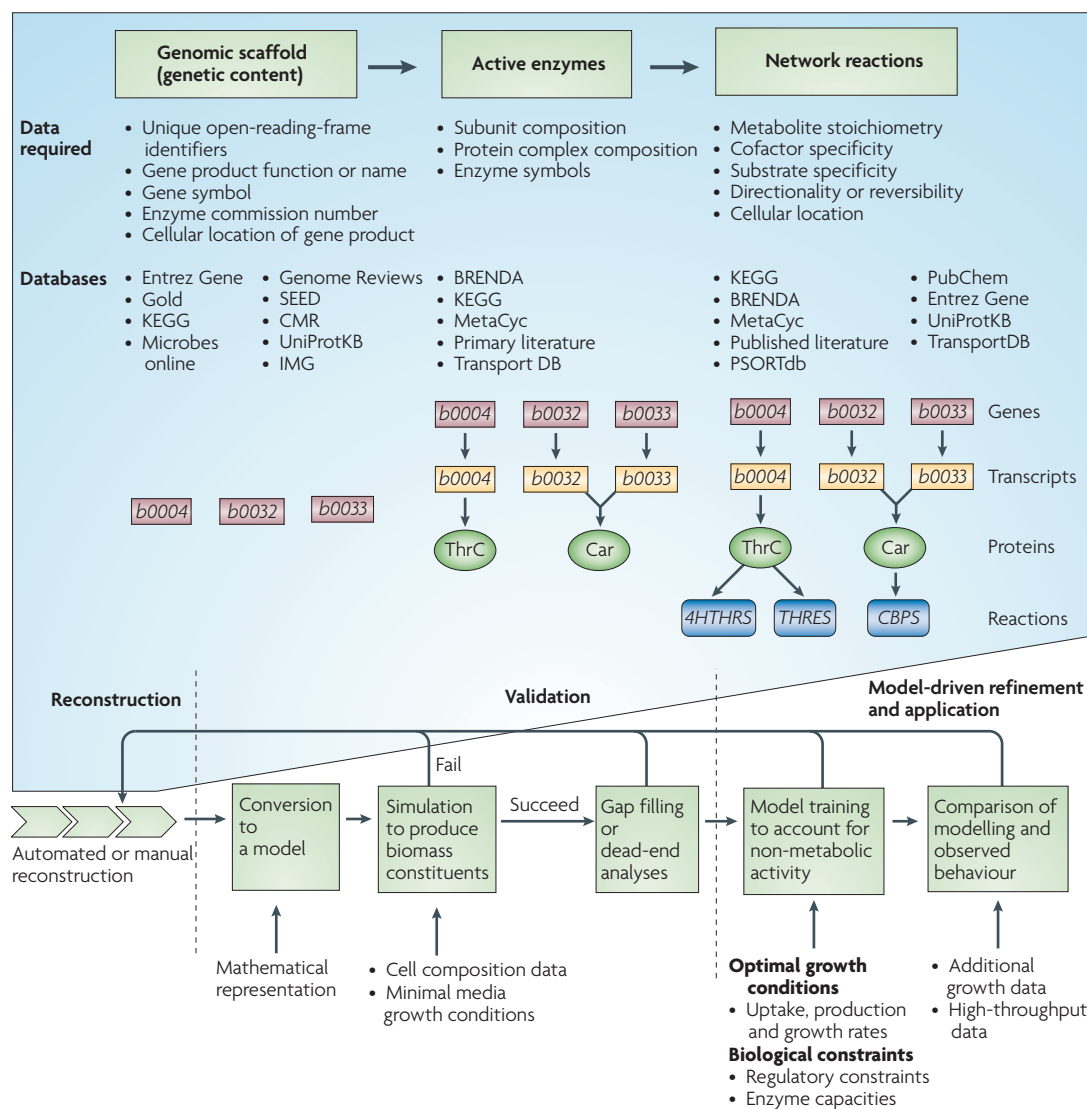 Genomic scaffold
(genetic content)
Active enzymes
Network reactions
Data
required
• Unique open-reading-frame
identifiers
• Gene product function or name
• Gene symbol
• Enzyme commission number
• Cellular location of gene product
• Subunit composition
• Protein complex composition
• Enzyme symbols
• Metabolite stoichiometry
• Cofactor specificity
• Substrate specificity
• Directionality or reversibility
• Cellular location
Databases
• Entrez Gene
• Gold
• KEGG
• Microbes
online
• Genome Reviews
• SEED
• CMR
• UniProtKB
• IMG
• BRENDA
• KEGG
• MetaCyc
• Primary literature
• Transport DB
• KEGG
• BRENDA
• MetaCyc
• Published literature
• PSORTdb
• PubChem
• Entrez Gene
• UniProtKB
• TransportDB
b0004 b0032 b0033
b0004 b0032 b0033
b0004 b0032 b0033
ThrC Car
b0004 b0032 b0033 Genes
b0004 b0032 b0033 Transcripts
ThrC Car Proteins
4HTHRS THRES CBPS Reactions
Reconstruction
Validation
Model-driven refinement
and application
Fail
Succeed
Automated or manual
reconstruction
Conversion
to
a model
Simulation
to produce
biomass
constituents
Gap filling
or
dead-end
analyses
Model training
to account for
non-metabolic
activity
Comparison of
modelling and
observed
behaviour
Mathematical
representation
• Cell composition data
• Minimal media
growth conditions
Optimal growth
conditions
• Uptake, production
and growth rates
Biological constraints
• Regulatory constraints
• Enzyme capacities
• Additional
growth data
• High-throughput
data